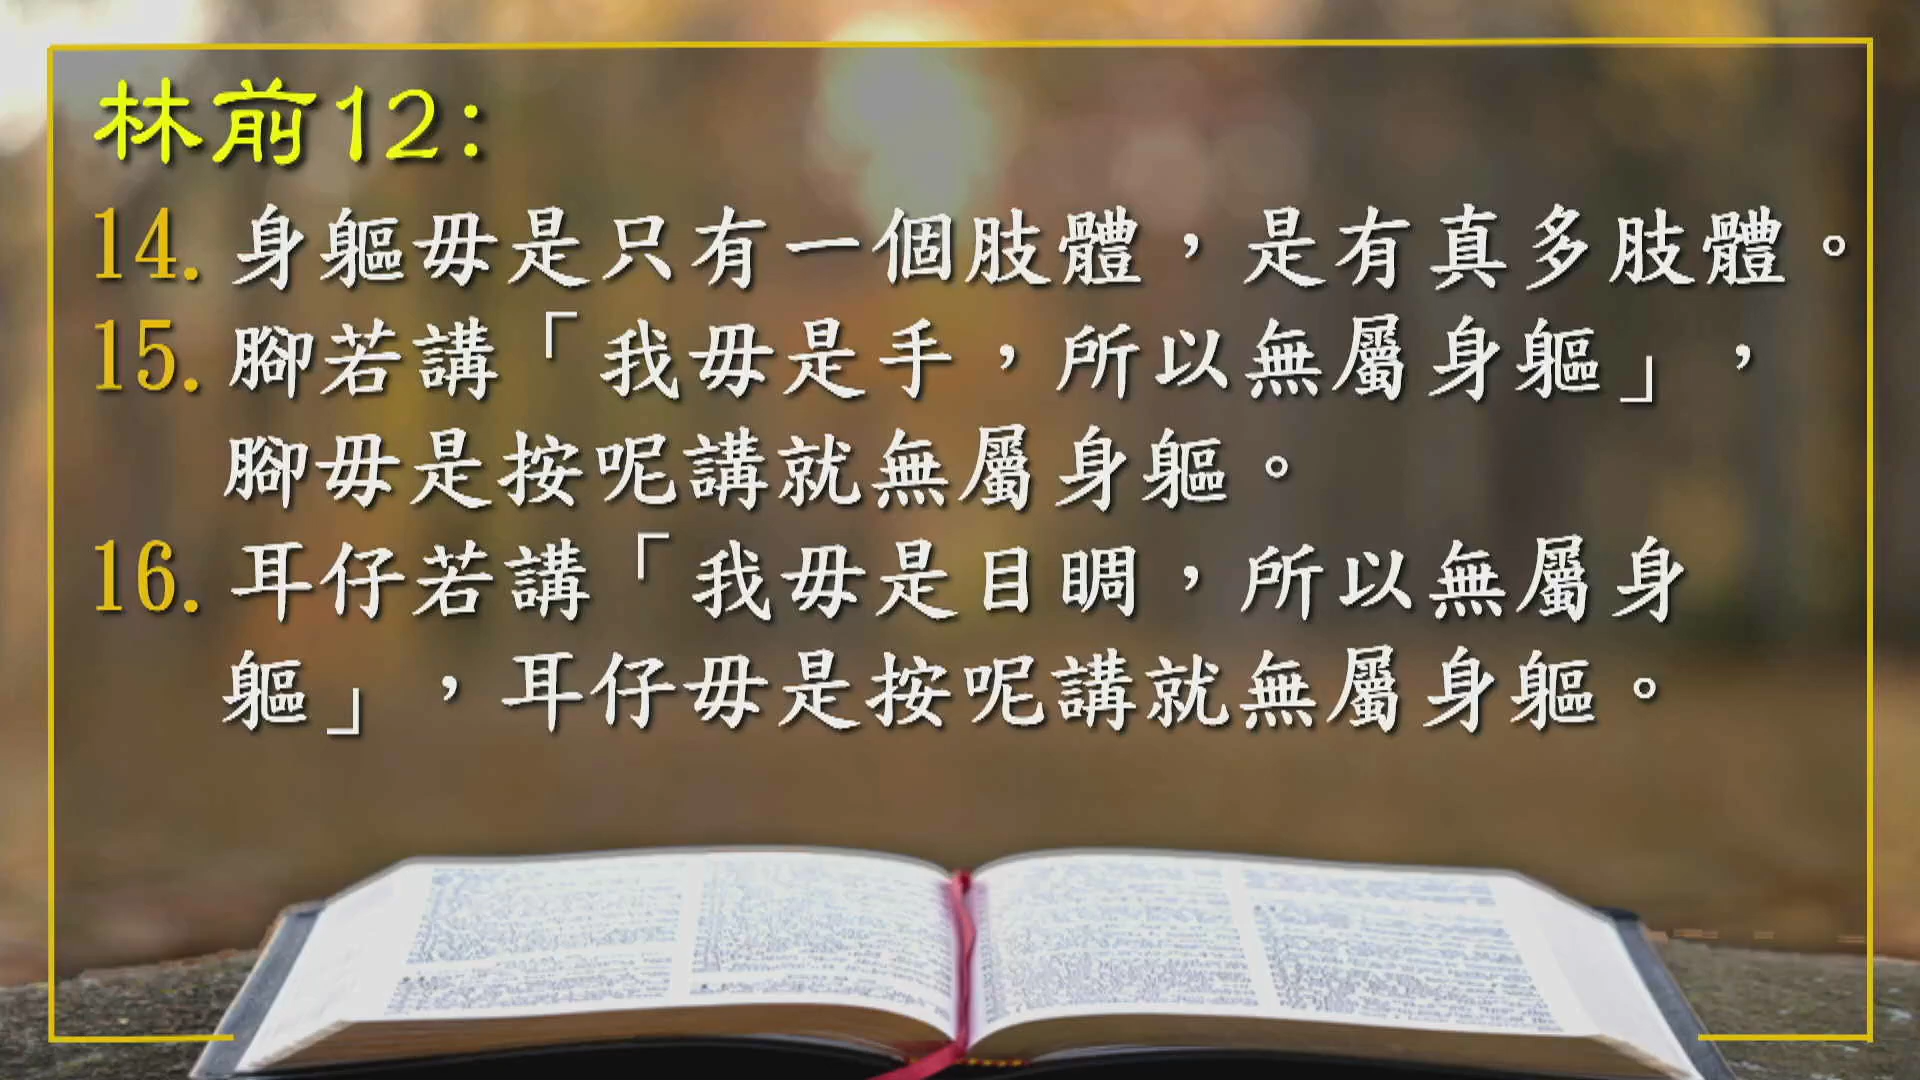 林前12:
14. 身軀毋是只有一個肢體，是有真多肢體。
15. 腳若講「我毋是手，所以無屬身軀」，
腳毋是按呢講就無屬身軀。
16. 耳仔若講「我毋是目睭，所以無屬身
軀」，耳仔毋是按呢講就無屬身軀。